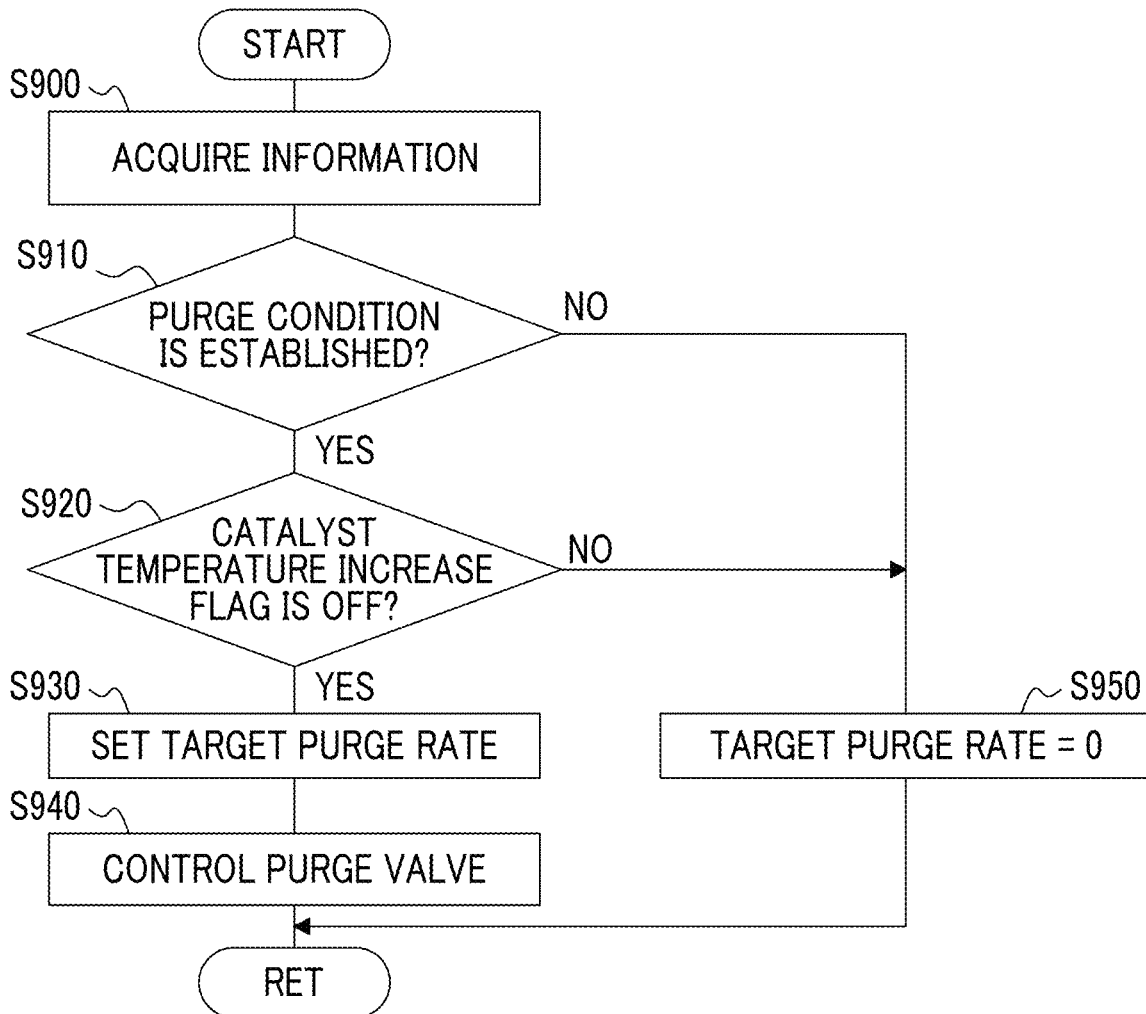 START
S900
ACQUIRE INFORMATION
S910
PURGE CONDITION
IS ESTABLISHED?
NO
YES
S920
CATALYST
TEMPERATURE INCREASE
FLAG IS OFF?
NO
YES
S930
SET TARGET PURGE RATE
S950
TARGET PURGE RATE = 0
S940
CONTROL PURGE VALVE
RET